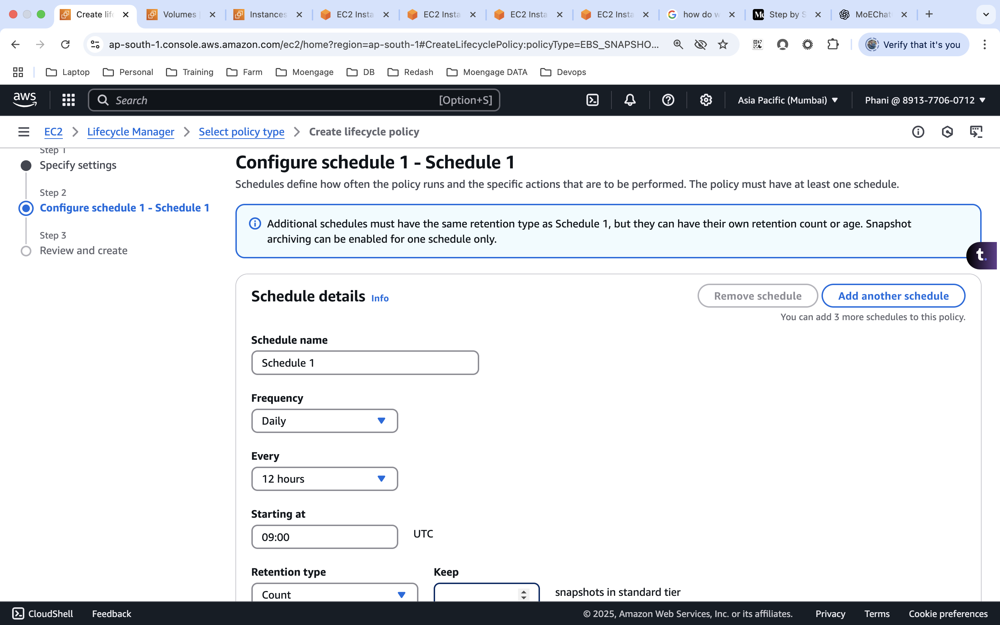 Create life
Volumes
Instances
EC2 Insta
EC2 Insta
EC2 Insta
EC2 Insta
how do w
Step by S
MoEChat
ap-south-1.console.aws.amazon.com/ec2/home?region=ap-south-1#CreateLifecyclePolicy:policyType=EBS_SNAPSHO...
Verify that it's you
Laptop
Personal
Training
Farm
Moengage
DB
Redash
Moengage DATA
Devops
aws
Search
[Option+S]
Asia Pacific (Mumbai)
Phani @ 8913-7706-0712
EC2
Lifecycle Manager
Select policy type
Create lifecycle policy
Step 1
Specify settings
Step 2
Configure schedule 1 - Schedule 1
Step 3
Review and create
Configure schedule 1 - Schedule 1
Schedules define how often the policy runs and the specific actions that are to be performed. The policy must have at least one schedule.
Additional schedules must have the same retention type as Schedule 1, but they can have their own retention count or age. Snapshot
archiving can be enabled for one schedule only.
t.
Schedule details Info
Remove schedule
Add another schedule
You can add 3 more schedules to this policy.
Schedule name
Schedule 1
Frequency
Daily
Every
12 hours
Starting at
09:00
UTC
Retention type
Count
Keep
snapshots in standard tier
CloudShell
Feedback
© 2025, Amazon Web Services, Inc. or its affiliates.
Privacy
Terms
Cookie preferences